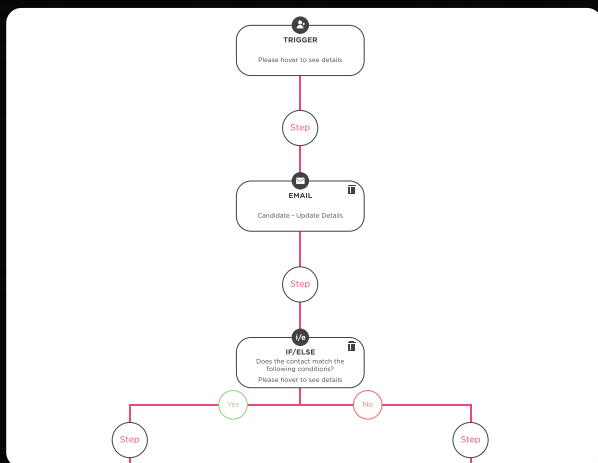 TRIGGER
Please hover to see details
Step
EMAIL
Candidate - Update Details
Step
i/e
IF/ELSE
Does the contact match the
following conditions?
Please hover to see details
Yes
No
Step
Step